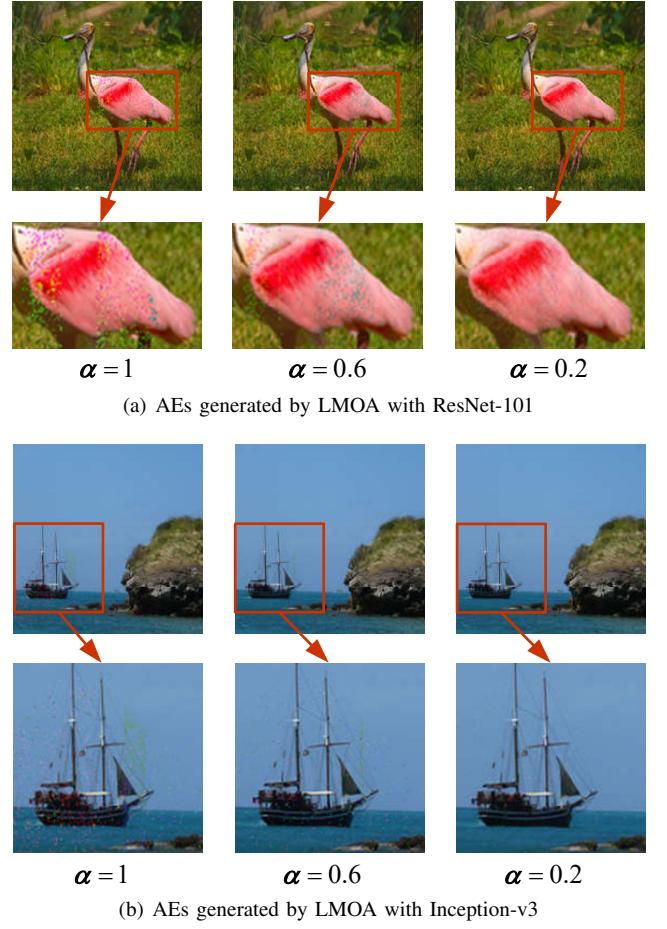 α = 1
α = 0.6
α = 0.2
(a) AEs generated by LMOA with ResNet-101
α = 1
α = 0.6
α = 0.2
(b) AEs generated by LMOA with Inception-v3